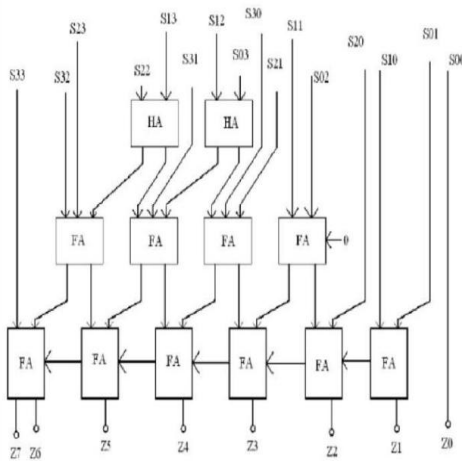 S13 S12 S30
S23 S11
S20 S01
S33 S32 S22 S31 S03 S21 S02 S10 S00
HA HA
FA FA FA FA 0
FA FA FA FA FA FA
Z7 Z6 Z5 Z4 Z3 Z2 Z1 Z0